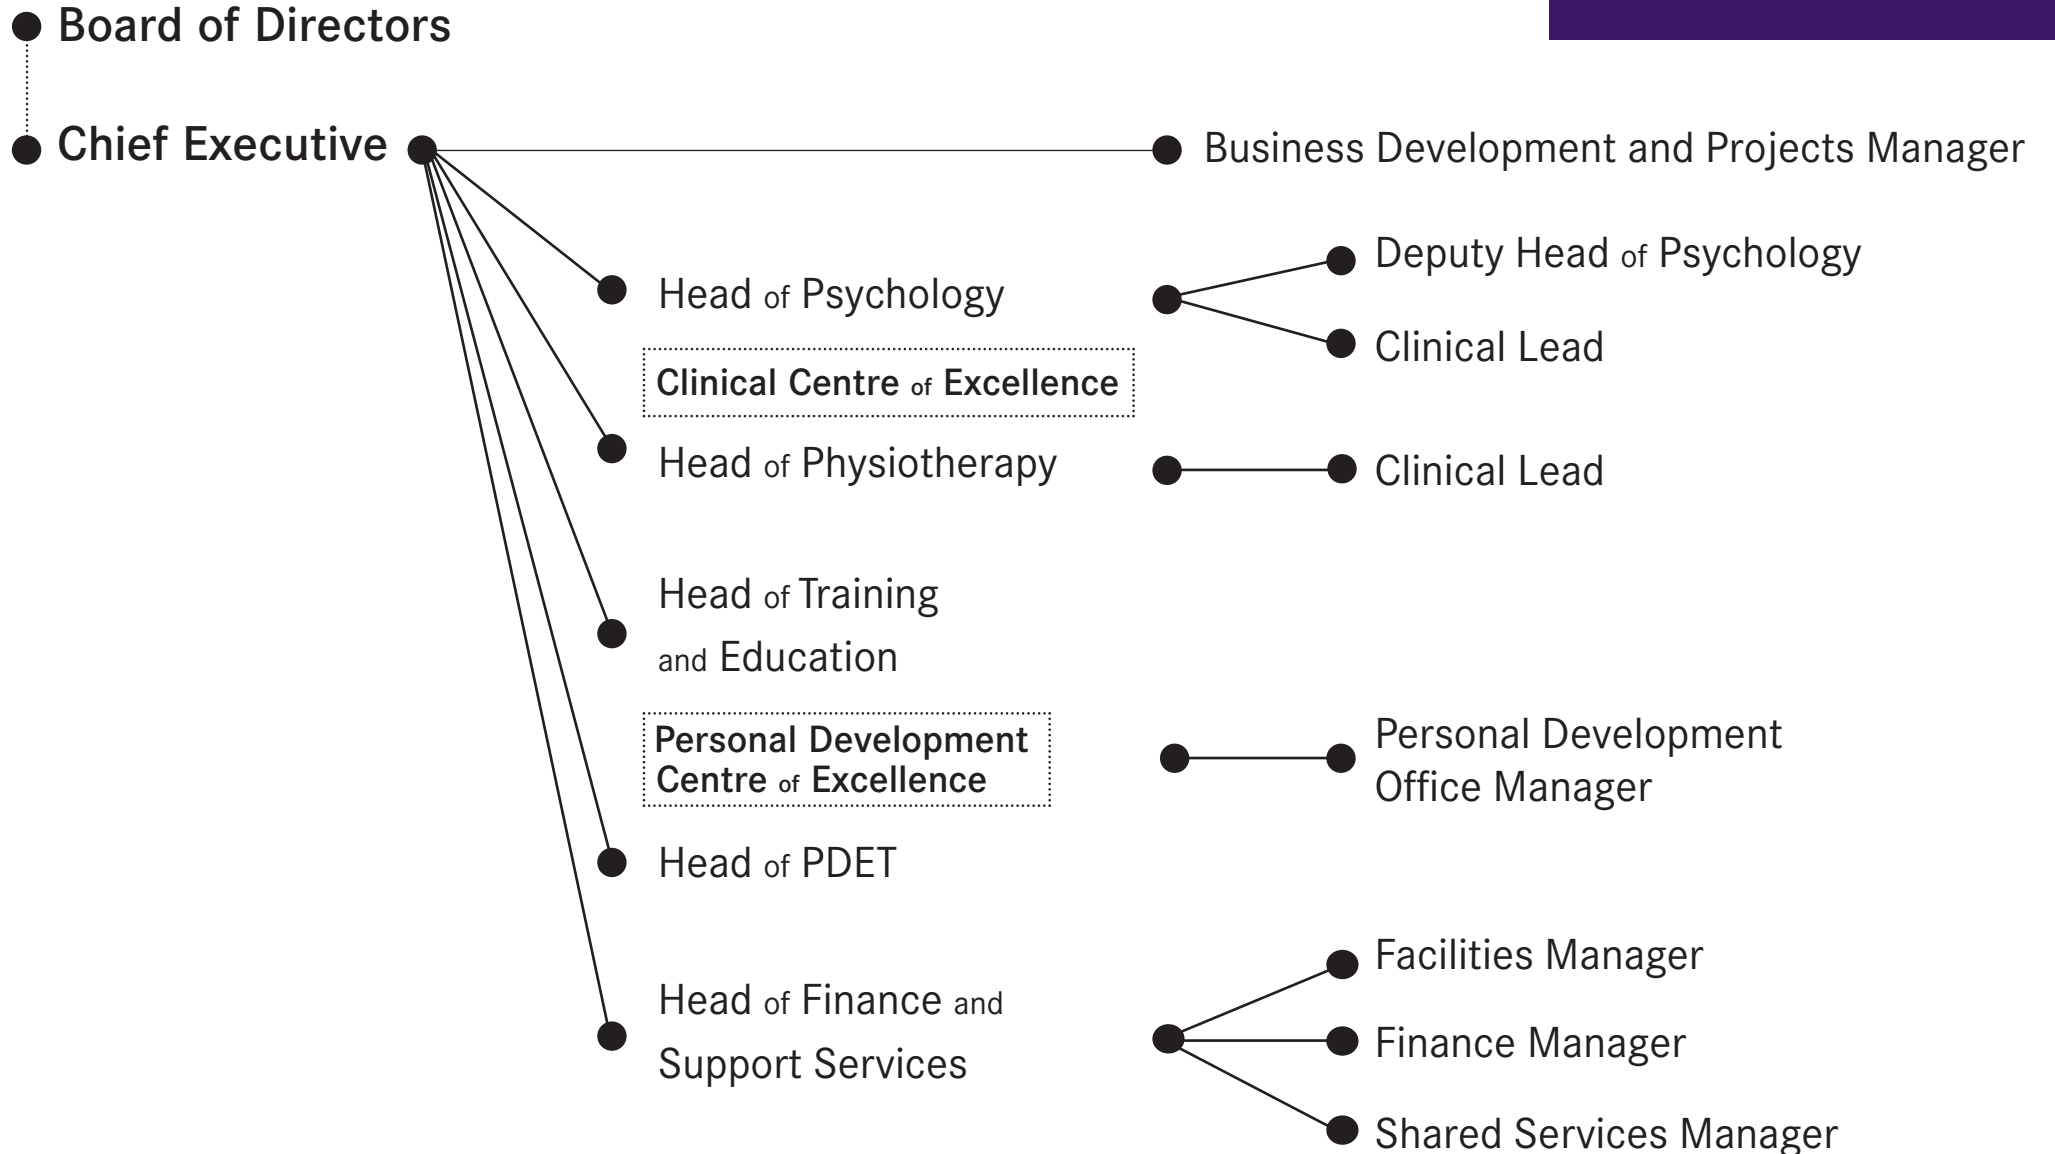 Board of Directors
Chief Executive
Business Development and Projects Manager
Head of Psychology
Deputy Head of Psychology
Clinical Lead
Clinical Centre of Excellence
Head of Physiotherapy
Clinical Lead
Head of Training
and Education
Personal Development
Centre of Excellence
Personal Development
Office Manager
Head of PDET
Head of Finance and
Support Services
Facilities Manager
Finance Manager
Shared Services Manager